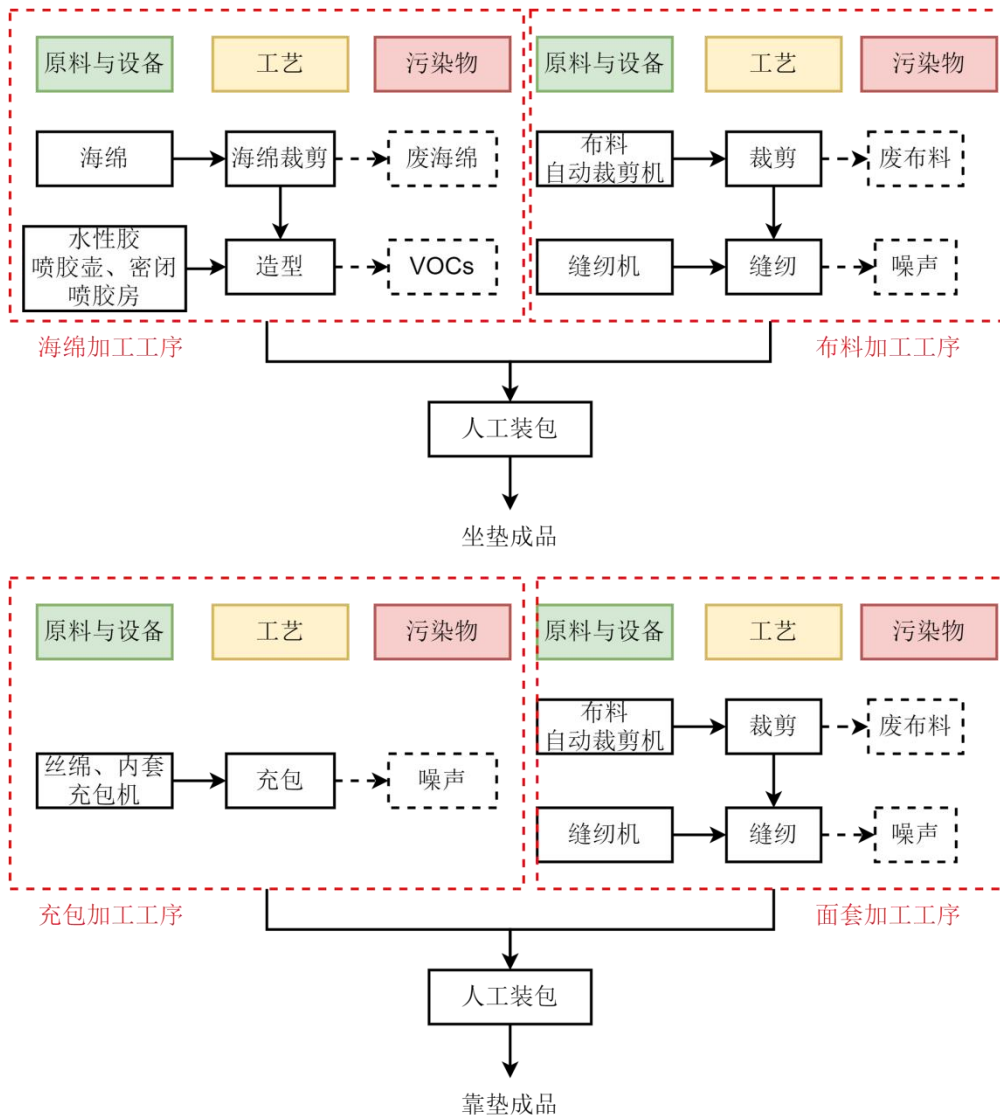 原料与设备
工艺
污染物
原料与设备
工艺
污染物
海绵
海绵裁剪
废海绵
布料
自动裁剪机
裁剪
废布料
水性胶
喷胶壶、密闭
喷胶房
造型
VOCs
缝纫机
缝纫
噪声
海绵加工工序
布料加工工序
人工装包
坐垫成品
原料与设备
工艺
污染物
原料与设备
工艺
污染物
丝绵、内套
充包机
充包
噪声
布料
自动裁剪机
裁剪
废布料
缝纫机
缝纫
噪声
充包加工工序
面套加工工序
人工装包
靠垫成品